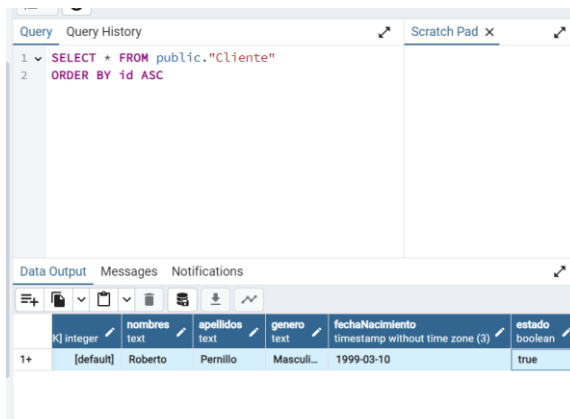 Query Query History Scratch Pad X
1 SELECT * FROM public."Cliente"
2 ORDER BY id ASC
Data Output Messages Notifications
K] integer nombres text apellidos text genero text fechaNacimiento timestamp without time zone (3) estado boolean
1+ [default] Roberto Pernillo Masculi... 1999-03-10 true